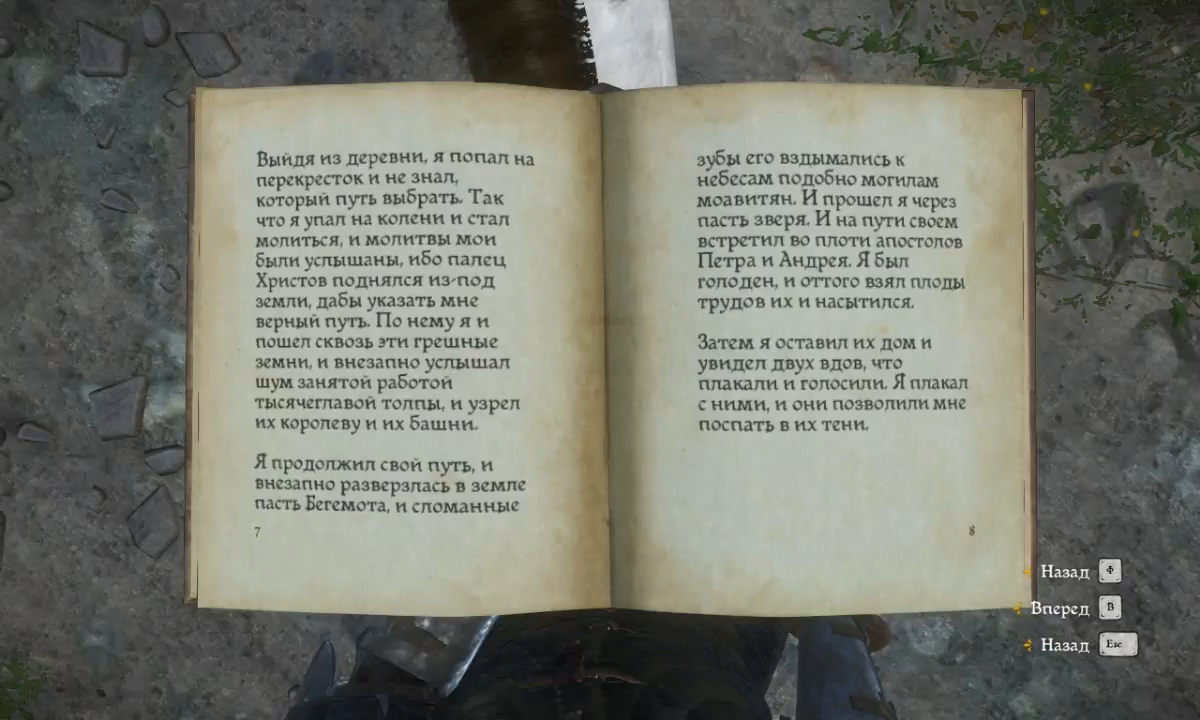 Выйдя из деревни, я попал на
перекресток и не знал,
который путь выбрать. Так
что я упал на колени и стал
молиться, и молитвы мои
были услышаны, ибо палец
Христов поднялся из-под
земли, дабы указать мне
верный путь. По нему я и
пошел сквозь эти грешные
земни, и внезапно услышал
шум занятой работой
тысячеглавой толпы, и узрел
их королеву и их башни.
Я продолжил свой путь, и
внезапно разверзлась в земле
пасть Бегемота, и сломанные
7
зубы его вздымались к
небесам подобно могилам
моавитян. И прошел я через
пасть зверя. И на пути своем
встретил во плоти апостолов
Петра и Андрея. Я был
голоден, и оттого взял плоды
трудов их и насытился.
Затем я оставил их дом и
увидел двух вдов, что
плакали и голосили. Я плакал
с ними, и они позволили мне
поспать в их тени.
8
Назад Ф
Вперед В
Назад Esc